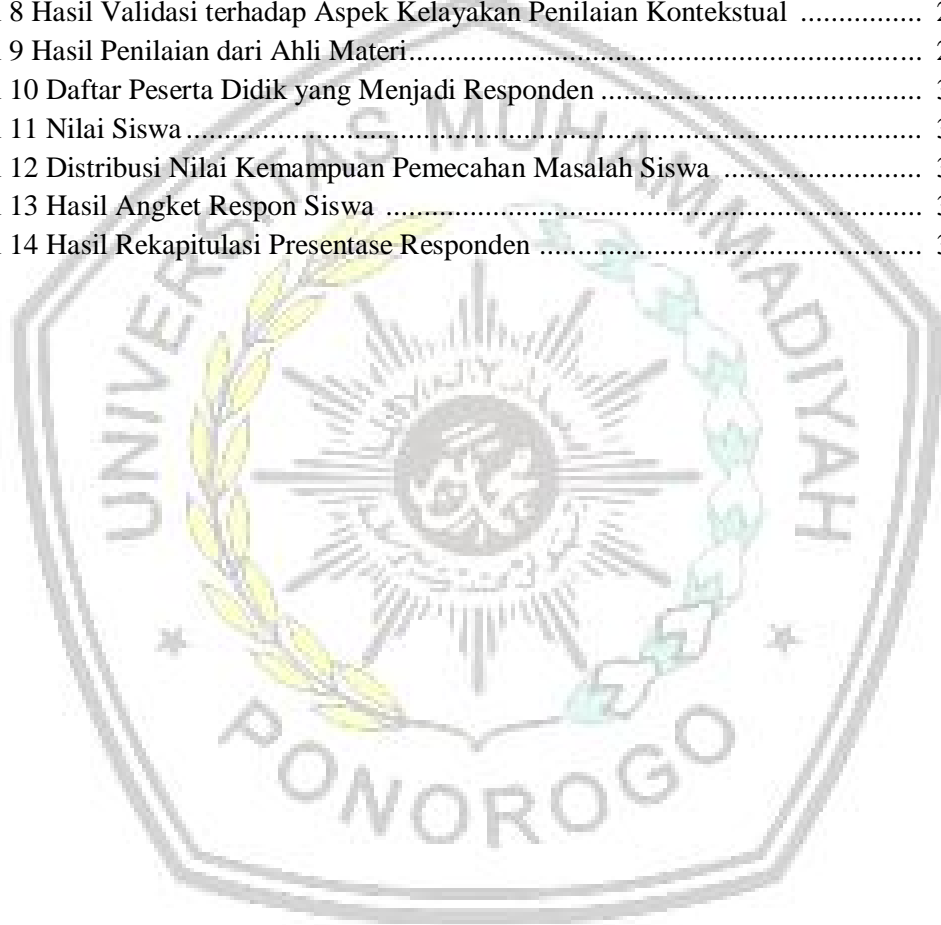 8 Hasil Validasi terhadap Aspek Kelayakan Penilaian Kontekstual ................
9 Hasil Penilaian dari Ahli Materi....................................................................
10 Daftar Peserta Didik yang Menjadi Responden ...........................................
11 Nilai Siswa..................................................................................................
12 Distribusi Nilai Kemampuan Pemecahan Masalah Siswa ..........................
13 Hasil Angket Respon Siswa .......................................................................
14 Hasil Rekapitulasi Presentase Responden ...................................................
UNIVERSITAS MUHAMMADIYAH
PONOROGO